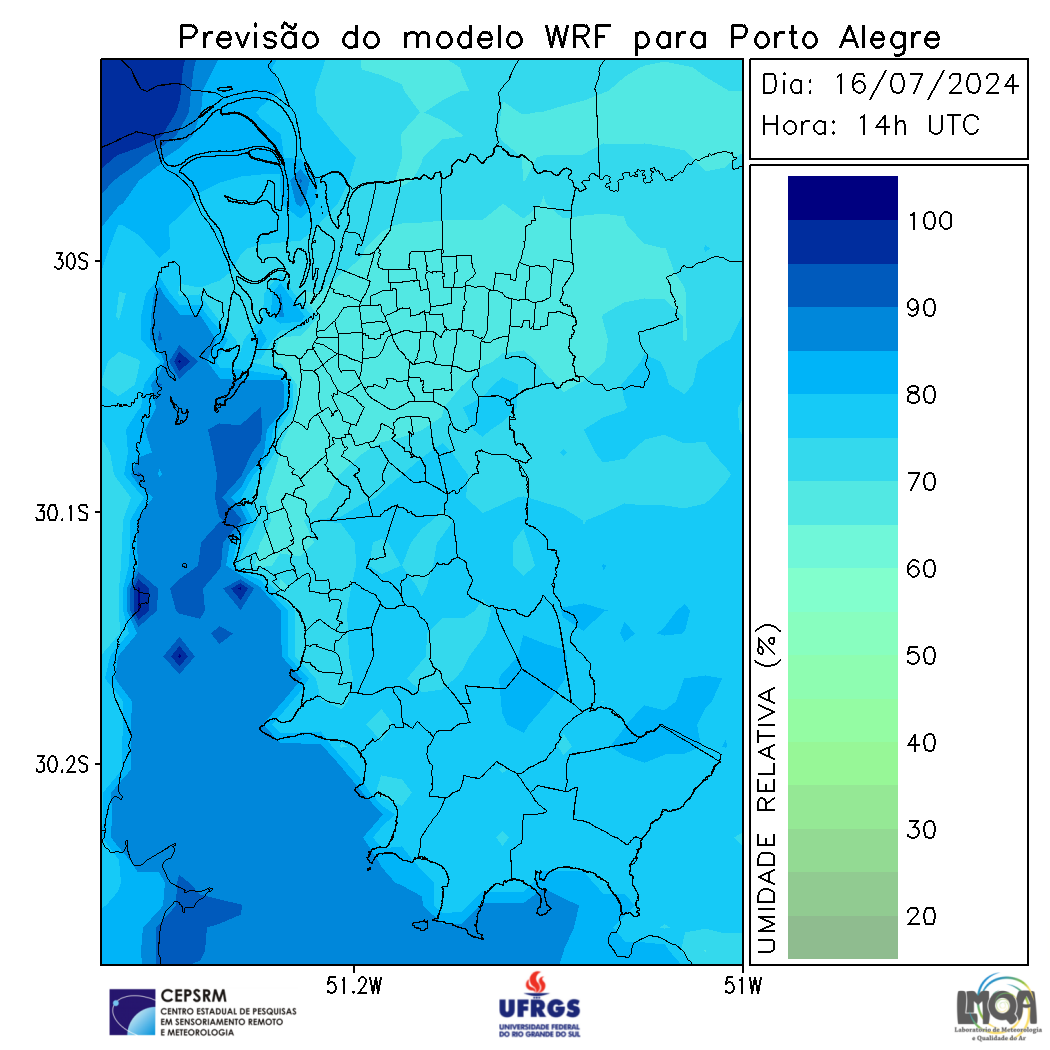 Previsão do modelo WRF para Porto Alegre
Dia: 16/07/2024
Hora: 14h UTC
30S
30.1S
30.2S
51.2W
51W
UMIDADE RELATIVA (%)
100
90
80
70
60
50
40
30
20
CEPSRM
CENTRO ESTADUAL DE PESQUISAS
EM SENSORIAMENTO REMOTO
E METEOROLOGIA
UFRGS
UNIVERSIDADE FEDERAL
DO RIO GRANDE DO SUL
LMQA
Laboratório de Meteorologia
e Qualidade do Ar